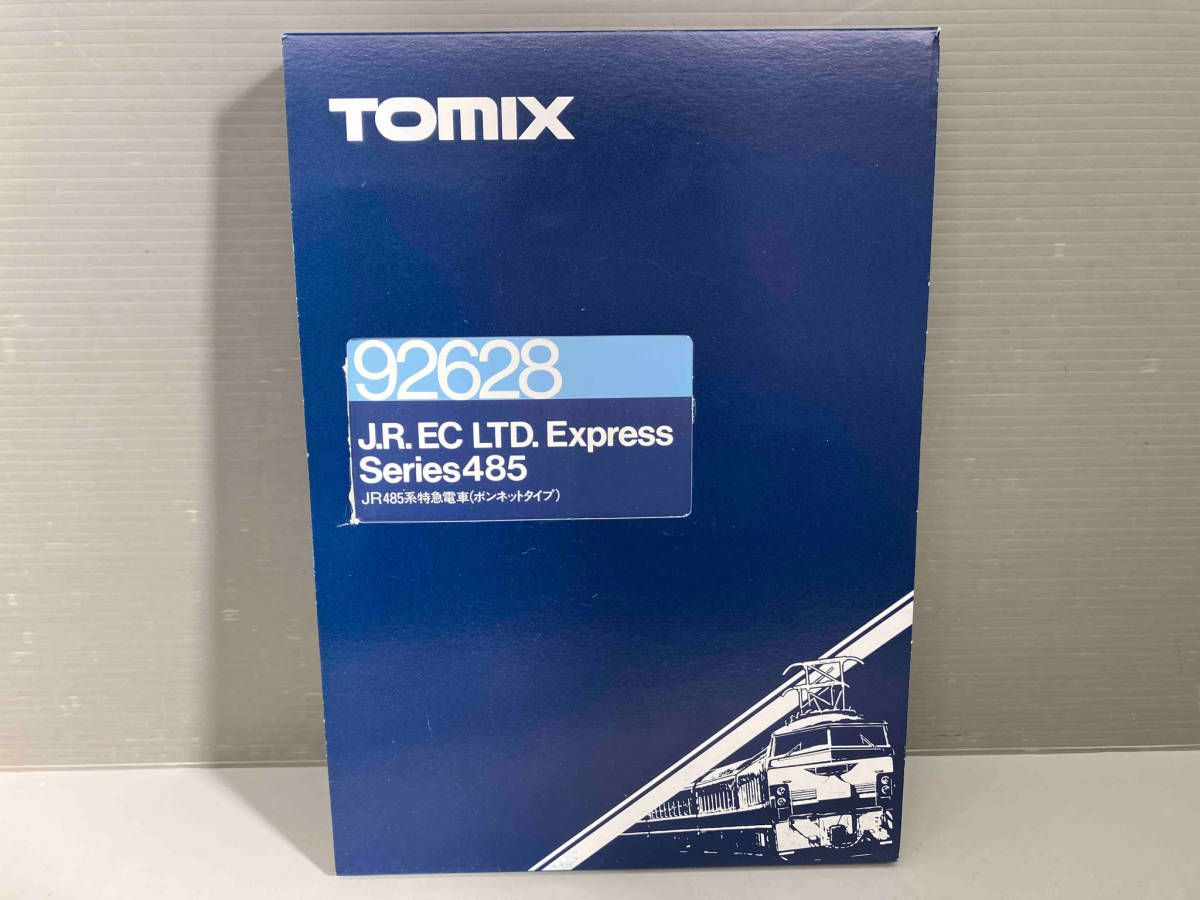 TOMIX
92628
J.R. EC LTD. Express
Series485
JR485系特急電車(ボンネットタイプ)